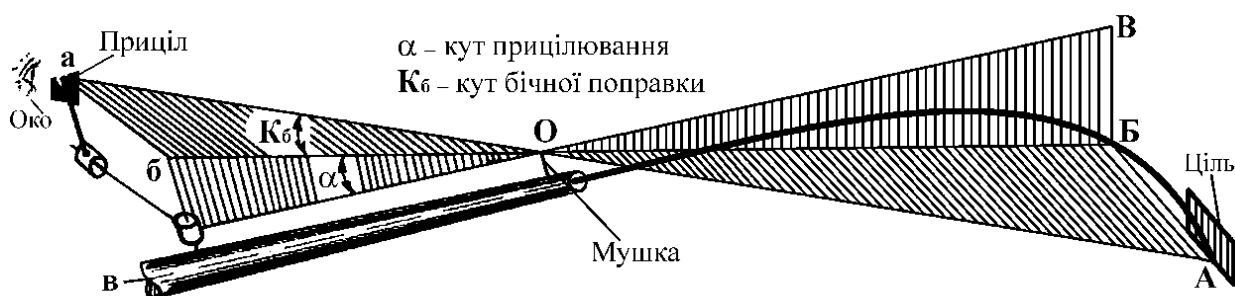 Приціл
а
Око
α – кут прицілювання
Кб – кут бічної поправки
В
Кб
О
Б
б
α
Ціль
Мушка
в
А